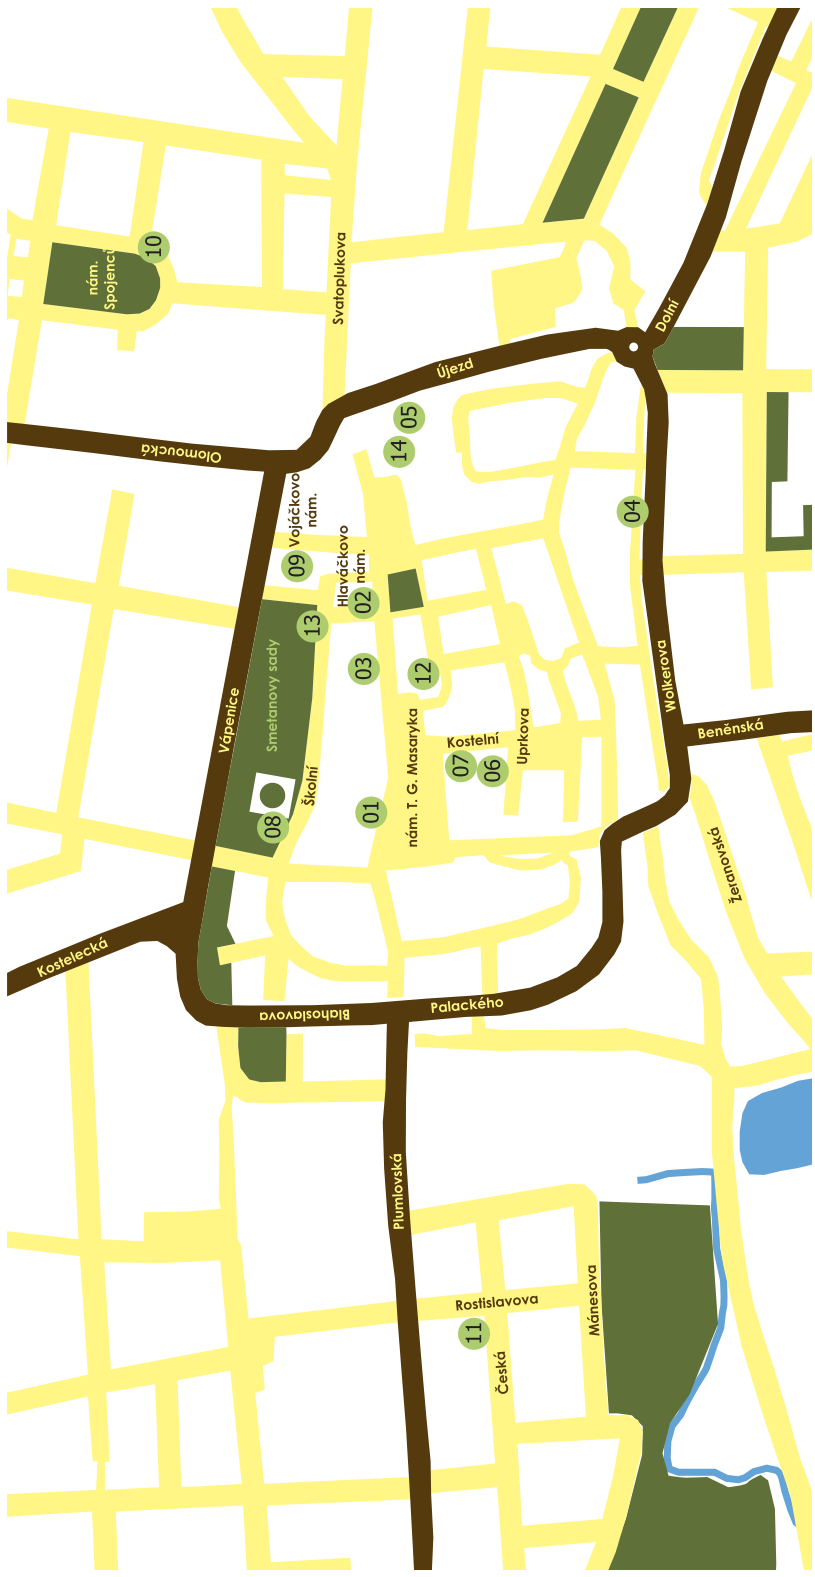 10
nám.
Spojenců
Svatoplukova
Dolní
Újezd
Olomoucká
05
14
Vojáčkovo
nám.
04
09
Hlaváčkovo
nám.
02
13
03
12
Smetanovy sady
Wolkerova
Vápenice
nám. T. G. Masaryka
Kostelní
Uprkova
Beněnská
07
06
Školní
01
08
Žeranovská
Kostelecká
Blahoslavova
Palackého
Plumlovská
Rostislavova
Mánesova
11
Česká